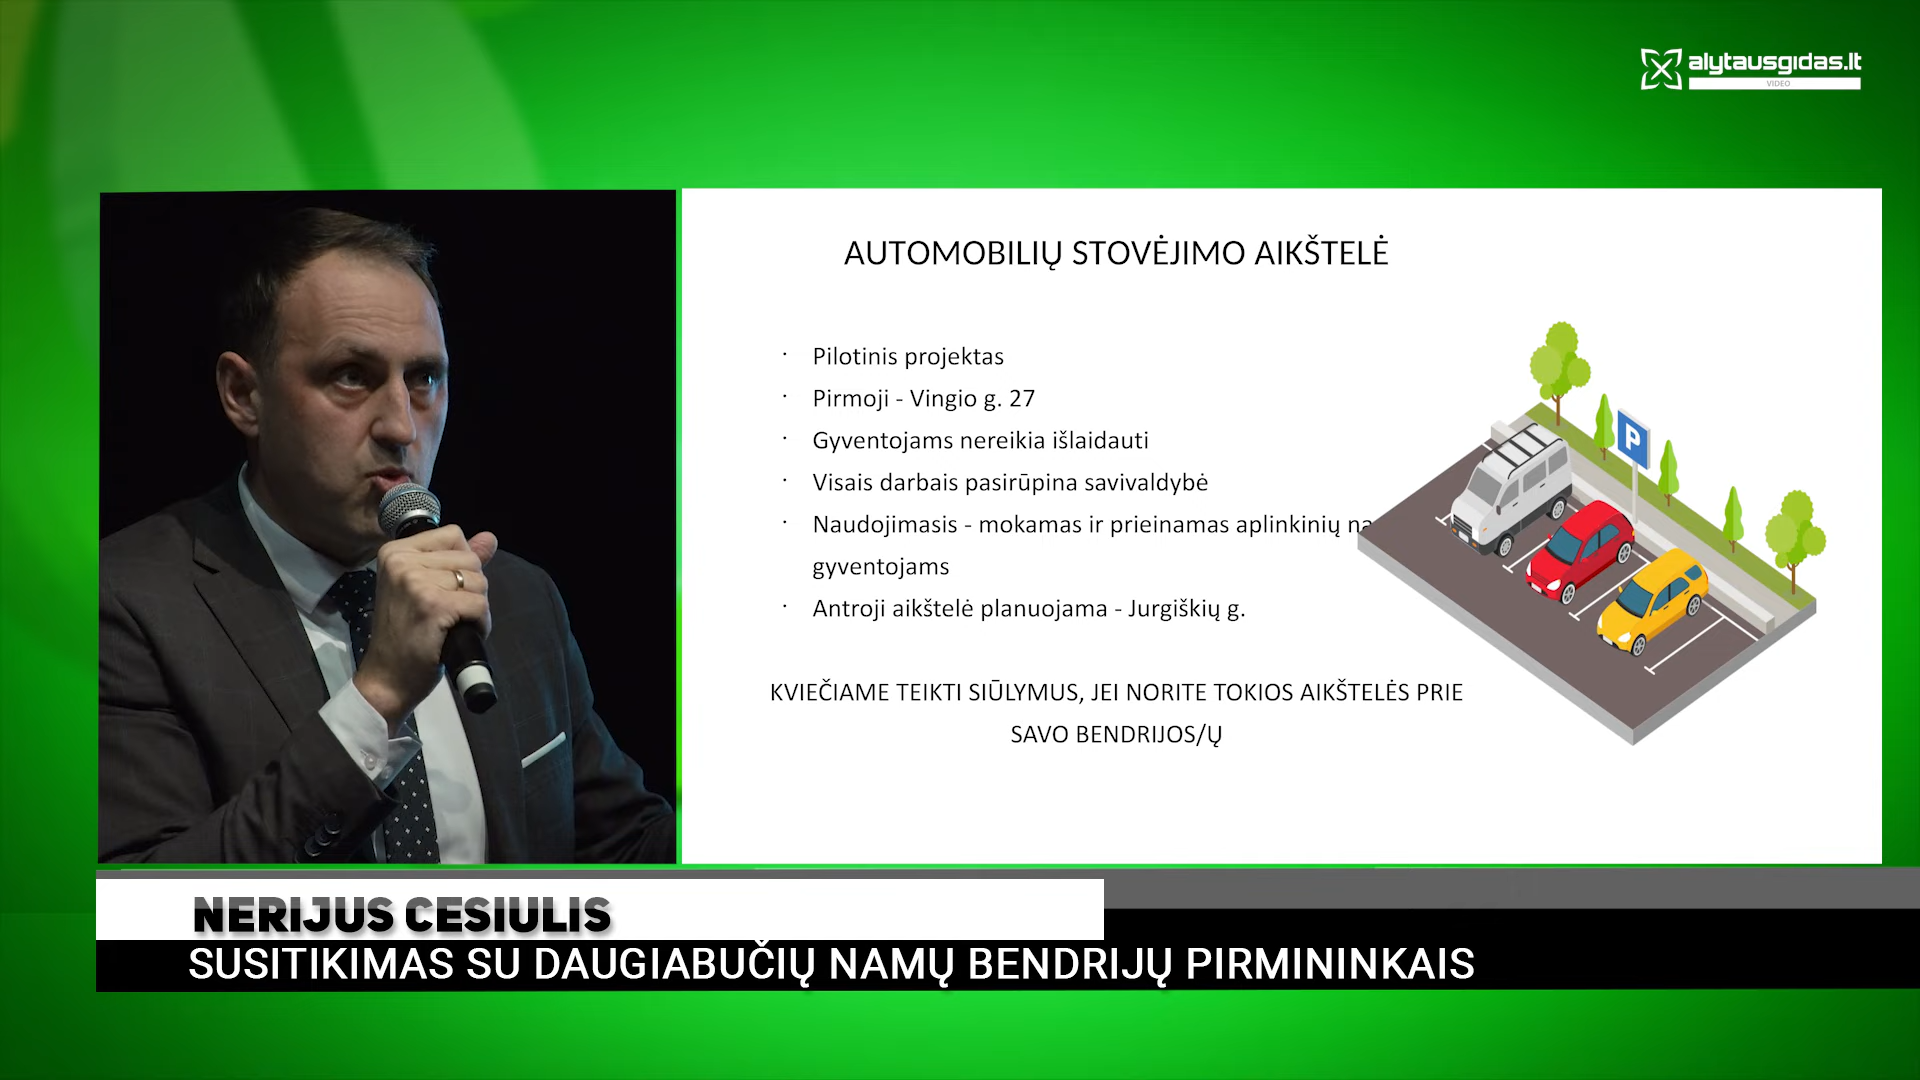 alytausgidas.lt
VIDEO
AUTOMOBILIŲ STOVĖJIMO AIKŠTELĖ
· Pilotinis projektas
· Pirmoji - Vingio g. 27
· Gyventojams nereikia išlaidauti
· Visais darbais pasirūpina savivaldybė
· Naudojimasis - mokamas ir prieinamas aplinkinių
gyventojams
· Antroji aikštelė planuojama - Jurgiškių g.
P
KVIEČIAME TEIKTI SIŪLYMUS, JEI NORITE TOKIOS AIKŠTELĖS PRIE
SAVO BENDRIJOS/Ų
NERIJUS CESIULIS
SUSITIKIMAS SU DAUGIABUČIŲ NAMŲ BENDRIJŲ PIRMININKAIS